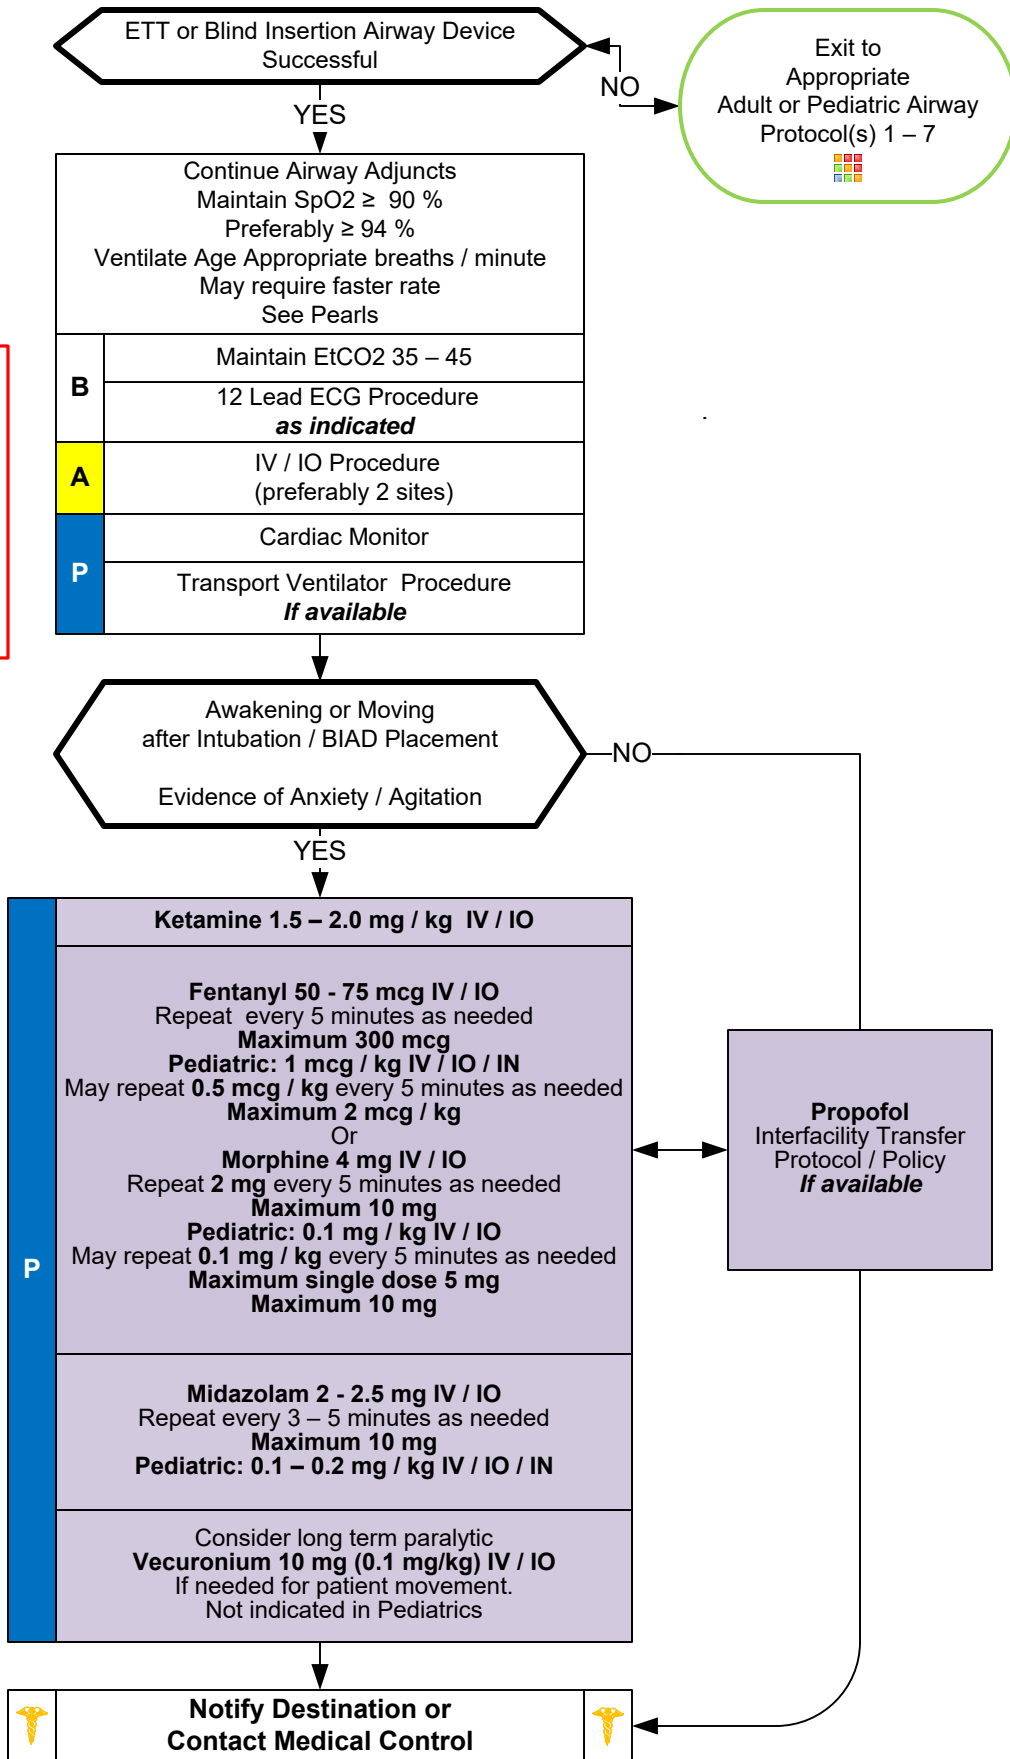 ETT or Blind Insertion Airway Device
Successful
NO
Exit to
Appropriate
Adult or Pediatric Airway
Protocol(s) 1 – 7
YES
Continue Airway Adjuncts
Maintain SpO2 ≥ 90 %
Preferably ≥ 94 %
Ventilate Age Appropriate breaths / minute
May require faster rate
See Pearls
B
Maintain EtCO2 35 – 45
12 Lead ECG Procedure
as indicated
A
IV / IO Procedure
(preferably 2 sites)
P
Cardiac Monitor
Transport Ventilator Procedure
If available
Awakening or Moving
after Intubation / BIAD Placement
Evidence of Anxiety / Agitation
NO
YES
P
Ketamine 1.5 – 2.0 mg / kg IV / IO
Fentanyl 50 - 75 mcg IV / IO
Repeat every 5 minutes as needed
Maximum 300 mcg
Pediatric: 1 mcg / kg IV / IO / IN
May repeat 0.5 mcg / kg every 5 minutes as needed
Maximum 2 mcg / kg
Or
Morphine 4 mg IV / IO
Repeat 2 mg every 5 minutes as needed
Maximum 10 mg
Pediatric: 0.1 mg / kg IV / IO
May repeat 0.1 mg / kg every 5 minutes as needed
Maximum single dose 5 mg
Maximum 10 mg
Propofol
Interfacility Transfer
Protocol / Policy
If available
Midazolam 2 - 2.5 mg IV / IO
Repeat every 3 – 5 minutes as needed
Maximum 10 mg
Pediatric: 0.1 – 0.2 mg / kg IV / IO / IN
Consider long term paralytic
Vecuronium 10 mg (0.1 mg/kg) IV / IO
If needed for patient movement.
Not indicated in Pediatrics
Notify Destination or
Contact Medical Control